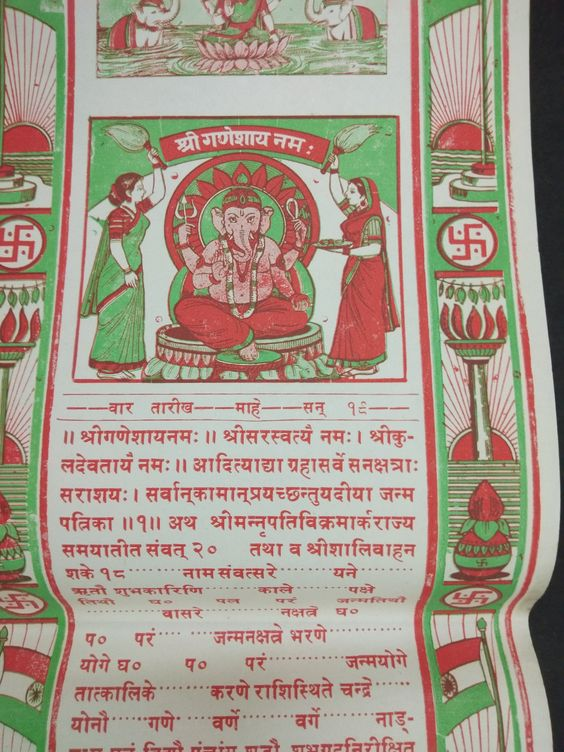 श्री गणेशाय नमः
वार तारीख माहे सन् १९
॥ श्रीगणेशायनमः ॥ श्रीसरस्वत्यै नमः। श्रीकु-
लदेवतायै नमः॥ आदित्याद्या ग्रहासर्वे सनक्षत्राः
सराशयः। सर्वान्कामान्प्रयच्छन्तुयदीया जन्म
पत्रिका ॥१॥ अथ श्रीमन्नृपतिविक्रमार्कराज्य
समयातीत संवत् २० तथा व श्रीशालिवाहन
शके १८ नाम संवत्सरे यने
ऋतौ शुभकारिणि काले पक्षे
तिथौ घ० पल परं जन्मतिथौ
वासरे नक्षत्रे घ०
प० परं जन्मनक्षत्रे भरणे
योगे घ० प० परं जन्मयोगे
तात्कालिके करणे राशिस्थिते चन्द्रे
योनौ गणे वर्णे वर्गे नाड्-